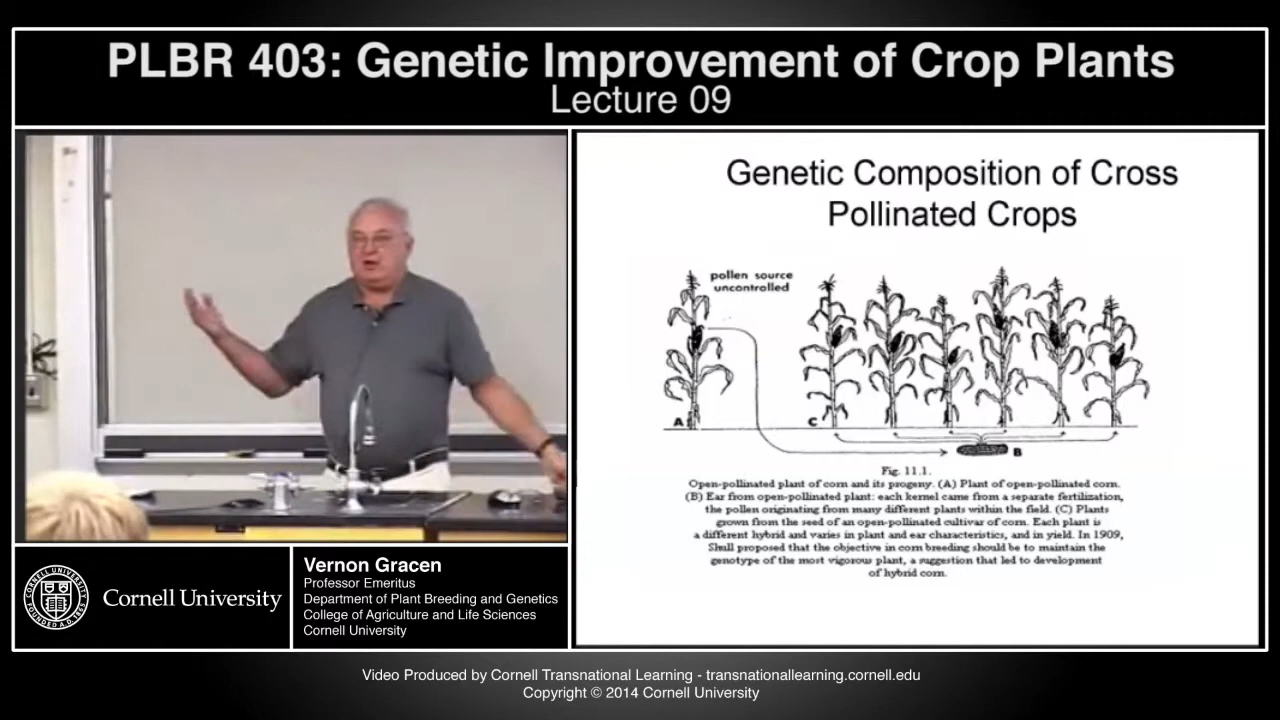 PLBR 403: Genetic Improvement of Crop Plants
Lecture 09
Genetic Composition of Cross
Pollinated Crops
pollen source
uncontrolled
A
C
B
Fig. 11.1.
Open-pollinated plant of corn and its progeny. (A) Plant of open-pollinated corn.
(B) Ear from open-pollinated plant: each kernel came from a separate fertilization,
the pollen originating from many different plants within the field. (C) Plants
grown from the seed of an open-pollinated cultivar of corn. Each plant is
a different hybrid and varies in plant and ear characteristics, and in yield. In 1909,
Shull proposed that the objective in corn breeding should be to maintain the
genotype of the most vigorous plant, a suggestion that led to development
of hybrid corn.
Cornell University
Vernon Gracen
Professor Emeritus
Department of Plant Breeding and Genetics
College of Agriculture and Life Sciences
Cornell University
Video Produced by Cornell Transnational Learning - transnationallearning.cornell.edu
Copyright © 2014 Cornell University